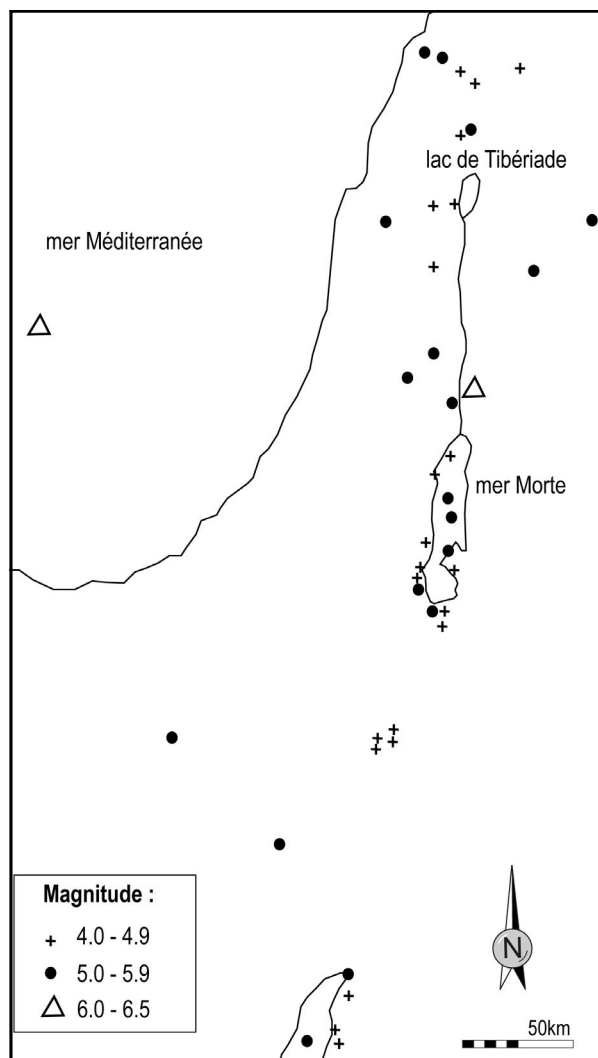 lac de Tibériade
mer Méditerranée
mer Morte
Magnitude :
4.0 - 4.9
5.0 - 5.9
6.0 - 6.5
N
50km